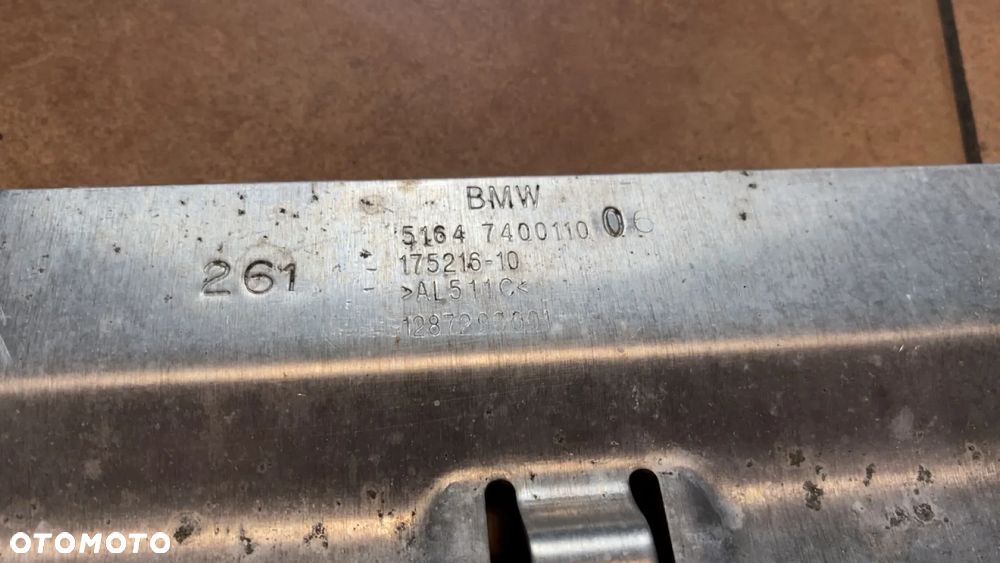 BMW
5164 7400110 06
175216-10
261
>AL511C<
OTOMOTO